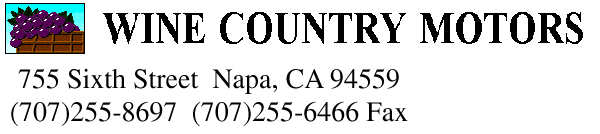 WINE COUNTRY MOTORS
755 Sixth Street  Napa, CA 94559
(707)255-8697  (707)255-6466 Fax